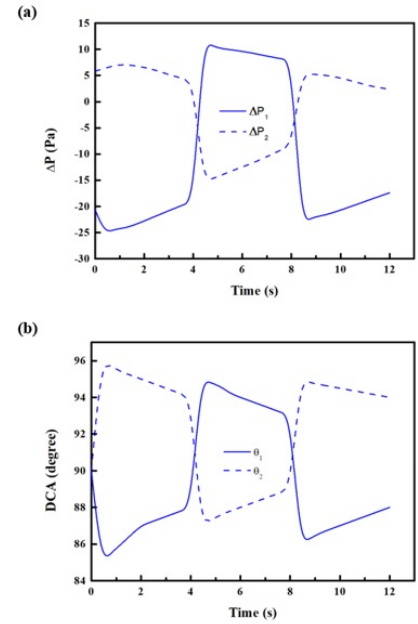 (a)
15
10
5
0
-5
-10
-15
-20
-25
-30
ΔP (Pa)
ΔP₁
ΔP₂
0 2 4 6 8 10 12
Time (s)
(b)
96
94
92
90
88
86
84
DCA (degree)
θ₁
θ₂
0 2 4 6 8 10 12
Time (s)